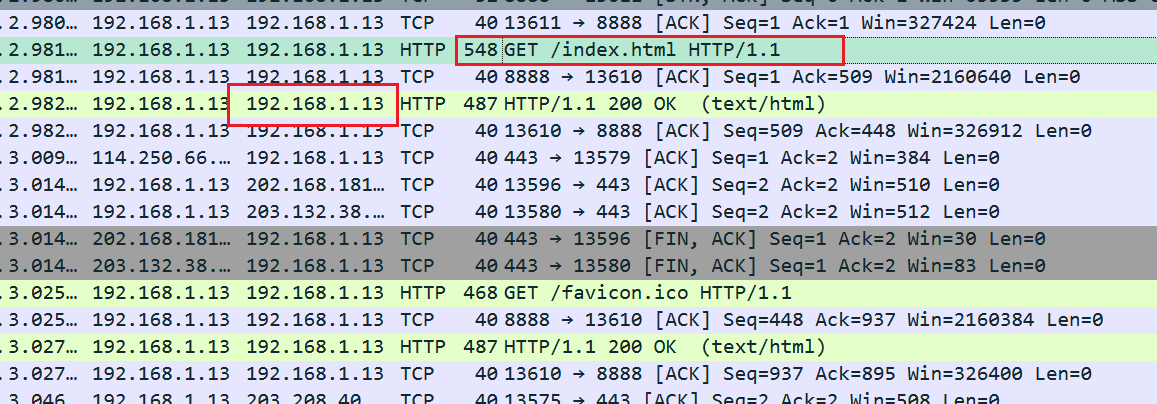 .2.980… 192.168.1.13 192.168.1.13 TCP 40 13611 → 8888 [ACK] Seq=1 Ack=1 Win=327424 Len=0
.2.981… 192.168.1.13 192.168.1.13 HTTP 548 GET /index.html HTTP/1.1
.2.981… 192.168.1.13 192.168.1.13 TCP 40 8888 → 13610 [ACK] Seq=1 Ack=509 Win=2160640 Len=0
.2.982… 192.168.1.13 192.168.1.13 HTTP 487 HTTP/1.1 200 OK (text/html)
.2.982… 192.168.1.13 192.168.1.13 TCP 40 13610 → 8888 [ACK] Seq=509 Ack=448 Win=326912 Len=0
.3.009… 114.250.66.… 192.168.1.13 TCP 40 443 → 13579 [ACK] Seq=1 Ack=2 Win=384 Len=0
.3.014… 192.168.1.13 202.168.181… TCP 40 13596 → 443 [ACK] Seq=2 Ack=2 Win=510 Len=0
.3.014… 192.168.1.13 203.132.38.… TCP 40 13580 → 443 [ACK] Seq=2 Ack=2 Win=512 Len=0
.3.014… 202.168.181… 192.168.1.13 TCP 40 443 → 13596 [FIN, ACK] Seq=1 Ack=2 Win=30 Len=0
.3.014… 203.132.38.… 192.168.1.13 TCP 40 443 → 13580 [FIN, ACK] Seq=1 Ack=2 Win=83 Len=0
.3.025… 192.168.1.13 192.168.1.13 HTTP 468 GET /favicon.ico HTTP/1.1
.3.025… 192.168.1.13 192.168.1.13 TCP 40 8888 → 13610 [ACK] Seq=448 Ack=937 Win=2160384 Len=0
.3.027… 192.168.1.13 192.168.1.13 HTTP 487 HTTP/1.1 200 OK (text/html)
.3.027… 192.168.1.13 192.168.1.13 TCP 40 13610 → 8888 [ACK] Seq=937 Ack=895 Win=326400 Len=0
.3.046… 192.168.1.13 203.208.40.… TCP 40 13575 → 443 [ACK] Seq=2 Ack=2 Win=508 Len=0